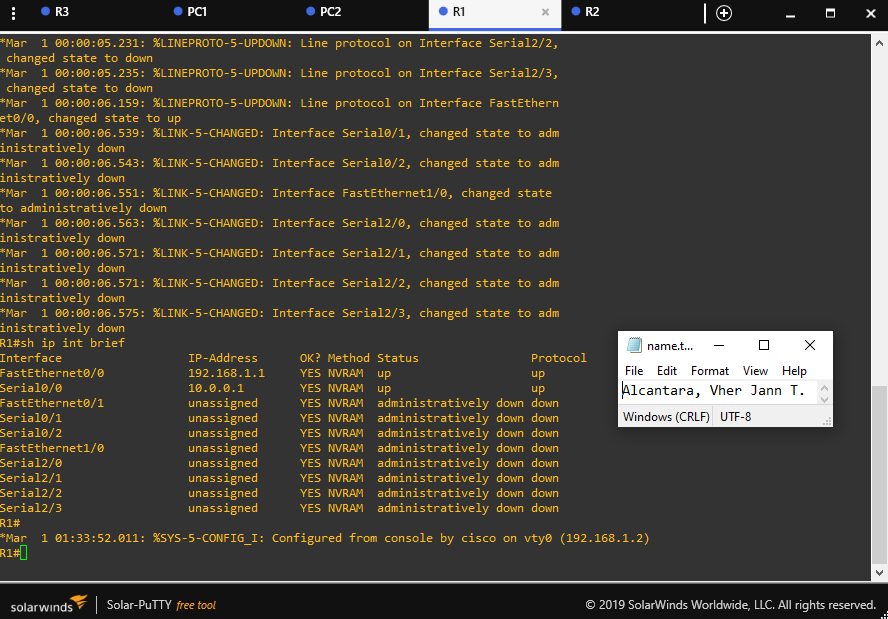 R3 PC1 PC2 R1 × R2
*Mar  1 00:00:05.231: %LINEPROTO-5-UPDOWN: Line protocol on Interface Serial2/2,
 changed state to down
*Mar  1 00:00:05.235: %LINEPROTO-5-UPDOWN: Line protocol on Interface Serial2/3,
 changed state to down
*Mar  1 00:00:06.159: %LINEPROTO-5-UPDOWN: Line protocol on Interface FastEthern
et0/0, changed state to up
*Mar  1 00:00:06.539: %LINK-5-CHANGED: Interface Serial0/1, changed state to adm
inistratively down
*Mar  1 00:00:06.543: %LINK-5-CHANGED: Interface Serial0/2, changed state to adm
inistratively down
*Mar  1 00:00:06.551: %LINK-5-CHANGED: Interface FastEthernet1/0, changed state
to administratively down
*Mar  1 00:00:06.563: %LINK-5-CHANGED: Interface Serial2/0, changed state to adm
inistratively down
*Mar  1 00:00:06.571: %LINK-5-CHANGED: Interface Serial2/1, changed state to adm
inistratively down
*Mar  1 00:00:06.571: %LINK-5-CHANGED: Interface Serial2/2, changed state to adm
inistratively down
*Mar  1 00:00:06.575: %LINK-5-CHANGED: Interface Serial2/3, changed state to adm
inistratively down
R1#sh ip int brief
Interface                  IP-Address      OK? Method Status                Protocol
FastEthernet0/0            192.168.1.1     YES NVRAM  up                    up
Serial0/0                  10.0.0.1        YES NVRAM  up                    up
FastEthernet0/1            unassigned      YES NVRAM  administratively down down
Serial0/1                  unassigned      YES NVRAM  administratively down down
Serial0/2                  unassigned      YES NVRAM  administratively down down
FastEthernet1/0            unassigned      YES NVRAM  administratively down down
Serial2/0                  unassigned      YES NVRAM  administratively down down
Serial2/1                  unassigned      YES NVRAM  administratively down down
Serial2/2                  unassigned      YES NVRAM  administratively down down
Serial2/3                  unassigned      YES NVRAM  administratively down down
R1#
*Mar  1 01:33:52.011: %SYS-5-CONFIG_I: Configured from console by cisco on vty0 (192.168.1.2)
R1#
name.t...
File Edit Format View Help
Alcantara, Vher Jann T.
Windows (CRLF) UTF-8
solarwinds Solar-PuTTY free tool © 2019 SolarWinds Worldwide, LLC. All rights reserved.